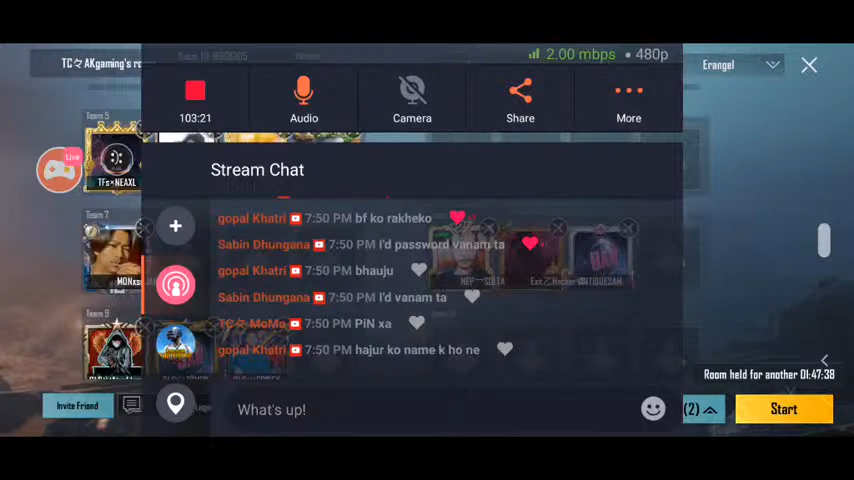 TC々AKgaming's ro
2.00 mbps • 480p
Erangel
103:21
Audio
Camera
Share
More
Team 5
Live
TFs×NEAXL
Stream Chat
gopal Khatri 7:50 PM bf ko rakheko
Sabin Dhungana 7:50 PM I'd password vanam ta
gopal Khatri 7:50 PM bhauju
Sabin Dhungana 7:50 PM I'd vanam ta
TC々 MoMo 7:50 PM PiN xa
gopal Khatri 7:50 PM hajur ko name k ho ne
Team 7
Team 9
Room held for another 01:47:38
Invite Friend
What's up!
(2)
Start